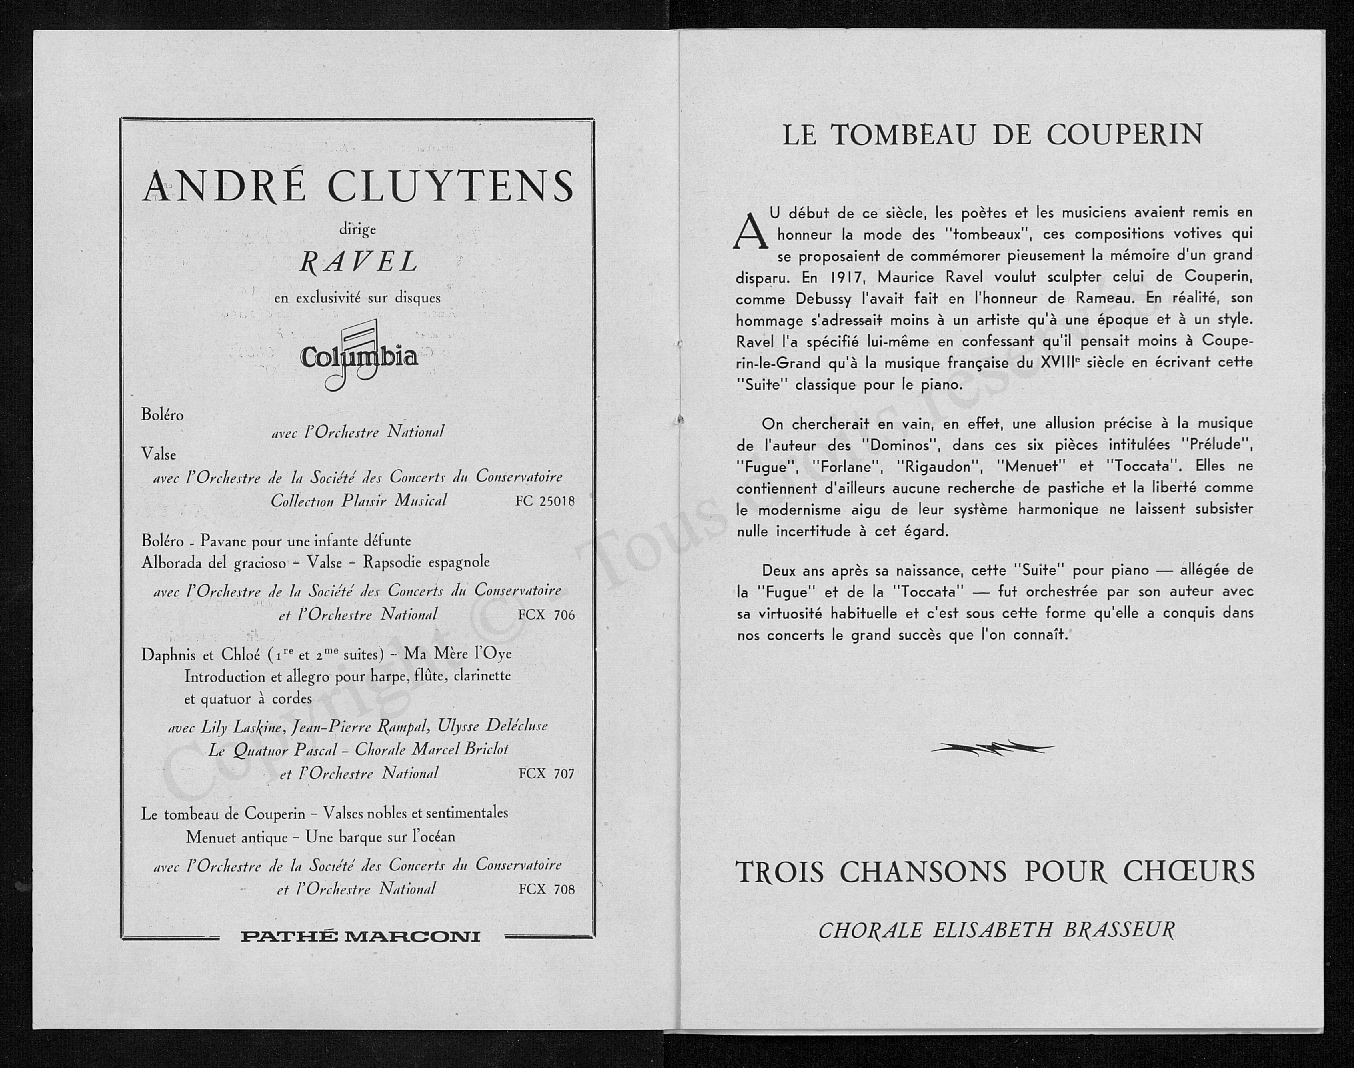 ANDRÉ CLUYTENS
dirige
RAVEL
en exclusivité sur disques
Columbia
Boléro
avec l'Orchestre National
Valse
avec l'Orchestre de la Société des Concerts du Conservatoire
Collection Plaisir Musical FC 25018
Boléro - Pavane pour une infante défunte
Alborada del gracioso - Valse - Rapsodie espagnole
avec l'Orchestre de la Société des Concerts du Conservatoire
et l'Orchestre National FCX 706
Daphnis et Chloé (1re et 2me suites) - Ma Mère l'Oye
Introduction et allegro pour harpe, flûte, clarinette
et quatuor à cordes
avec Lily Laskine, Jean-Pierre Rampal, Ulysse Delécluse
Le Quatuor Pascal - Chorale Marcel Briclot
et l'Orchestre National FCX 707
Le tombeau de Couperin - Valses nobles et sentimentales
Menuet antique - Une barque sur l'océan
avec l'Orchestre de la Société des Concerts du Conservatoire
et l'Orchestre National FCX 708
PATHÉ MARCONI
LE TOMBEAU DE COUPERIN
AU début de ce siècle, les poètes et les musiciens avaient remis en
honneur la mode des "tombeaux", ces compositions votives qui
se proposaient de commémorer pieusement la mémoire d'un grand
disparu. En 1917, Maurice Ravel voulut sculpter celui de Couperin,
comme Debussy l'avait fait en l'honneur de Rameau. En réalité, son
hommage s'adressait moins à un artiste qu'à une époque et à un style.
Ravel l'a spécifié lui-même en confessant qu'il pensait moins à Coupe-
rin-le-Grand qu'à la musique française du XVIIIe siècle en écrivant cette
"Suite" classique pour le piano.
On chercherait en vain, en effet, une allusion précise à la musique
de l'auteur des "Dominos", dans ces six pièces intitulées "Prélude",
"Fugue", "Forlane", "Rigaudon", "Menuet" et "Toccata". Elles ne
contiennent d'ailleurs aucune recherche de pastiche et la liberté comme
le modernisme aigu de leur système harmonique ne laissent subsister
nulle incertitude à cet égard.
Deux ans après sa naissance, cette "Suite" pour piano — allégée de
la "Fugue" et de la "Toccata" — fut orchestrée par son auteur avec
sa virtuosité habituelle et c'est sous cette forme qu'elle a conquis dans
nos concerts le grand succès que l'on connaît.
TROIS CHANSONS POUR CHŒURS
CHORALE ELISABETH BRASSEUR
Copyright © - Tous droits réservés